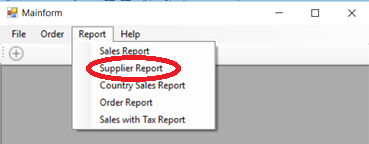 Mainform
File Order Report Help
Sales Report
Supplier Report
Country Sales Report
Order Report
Sales with Tax Report